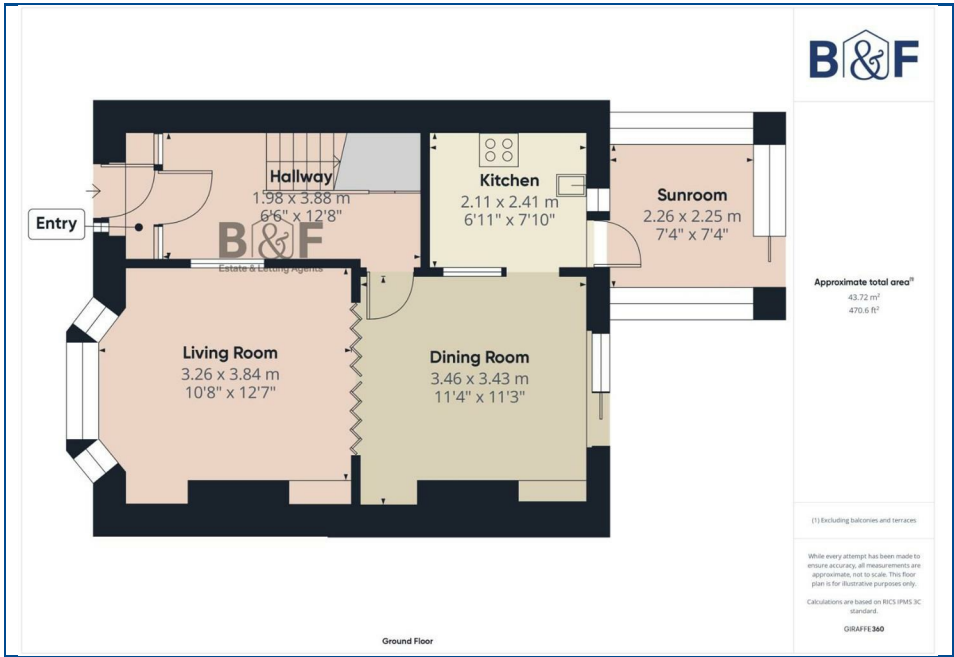 B&F
Hallway
1.98 x 3.88 m
6'6" x 12'8"
Kitchen
2.11 x 2.41 m
6'11" x 7'10"
Sunroom
2.26 x 2.25 m
7'4" x 7'4"
Entry
B&F
Estate & Letting Agents
Living Room
3.26 x 3.84 m
10'8" x 12'7"
Dining Room
3.46 x 3.43 m
11'4" x 11'3"
Approximate total area⁽¹⁾
43.72 m²
470.6 ft²
(1) Excluding balconies and terraces
While every attempt has been made to
ensure accuracy, all measurements are
approximate, not to scale. This floor
plan is for illustrative purposes only.
Calculations are based on RICS IPMS 3C
standard.
GIRAFFE360
Ground Floor